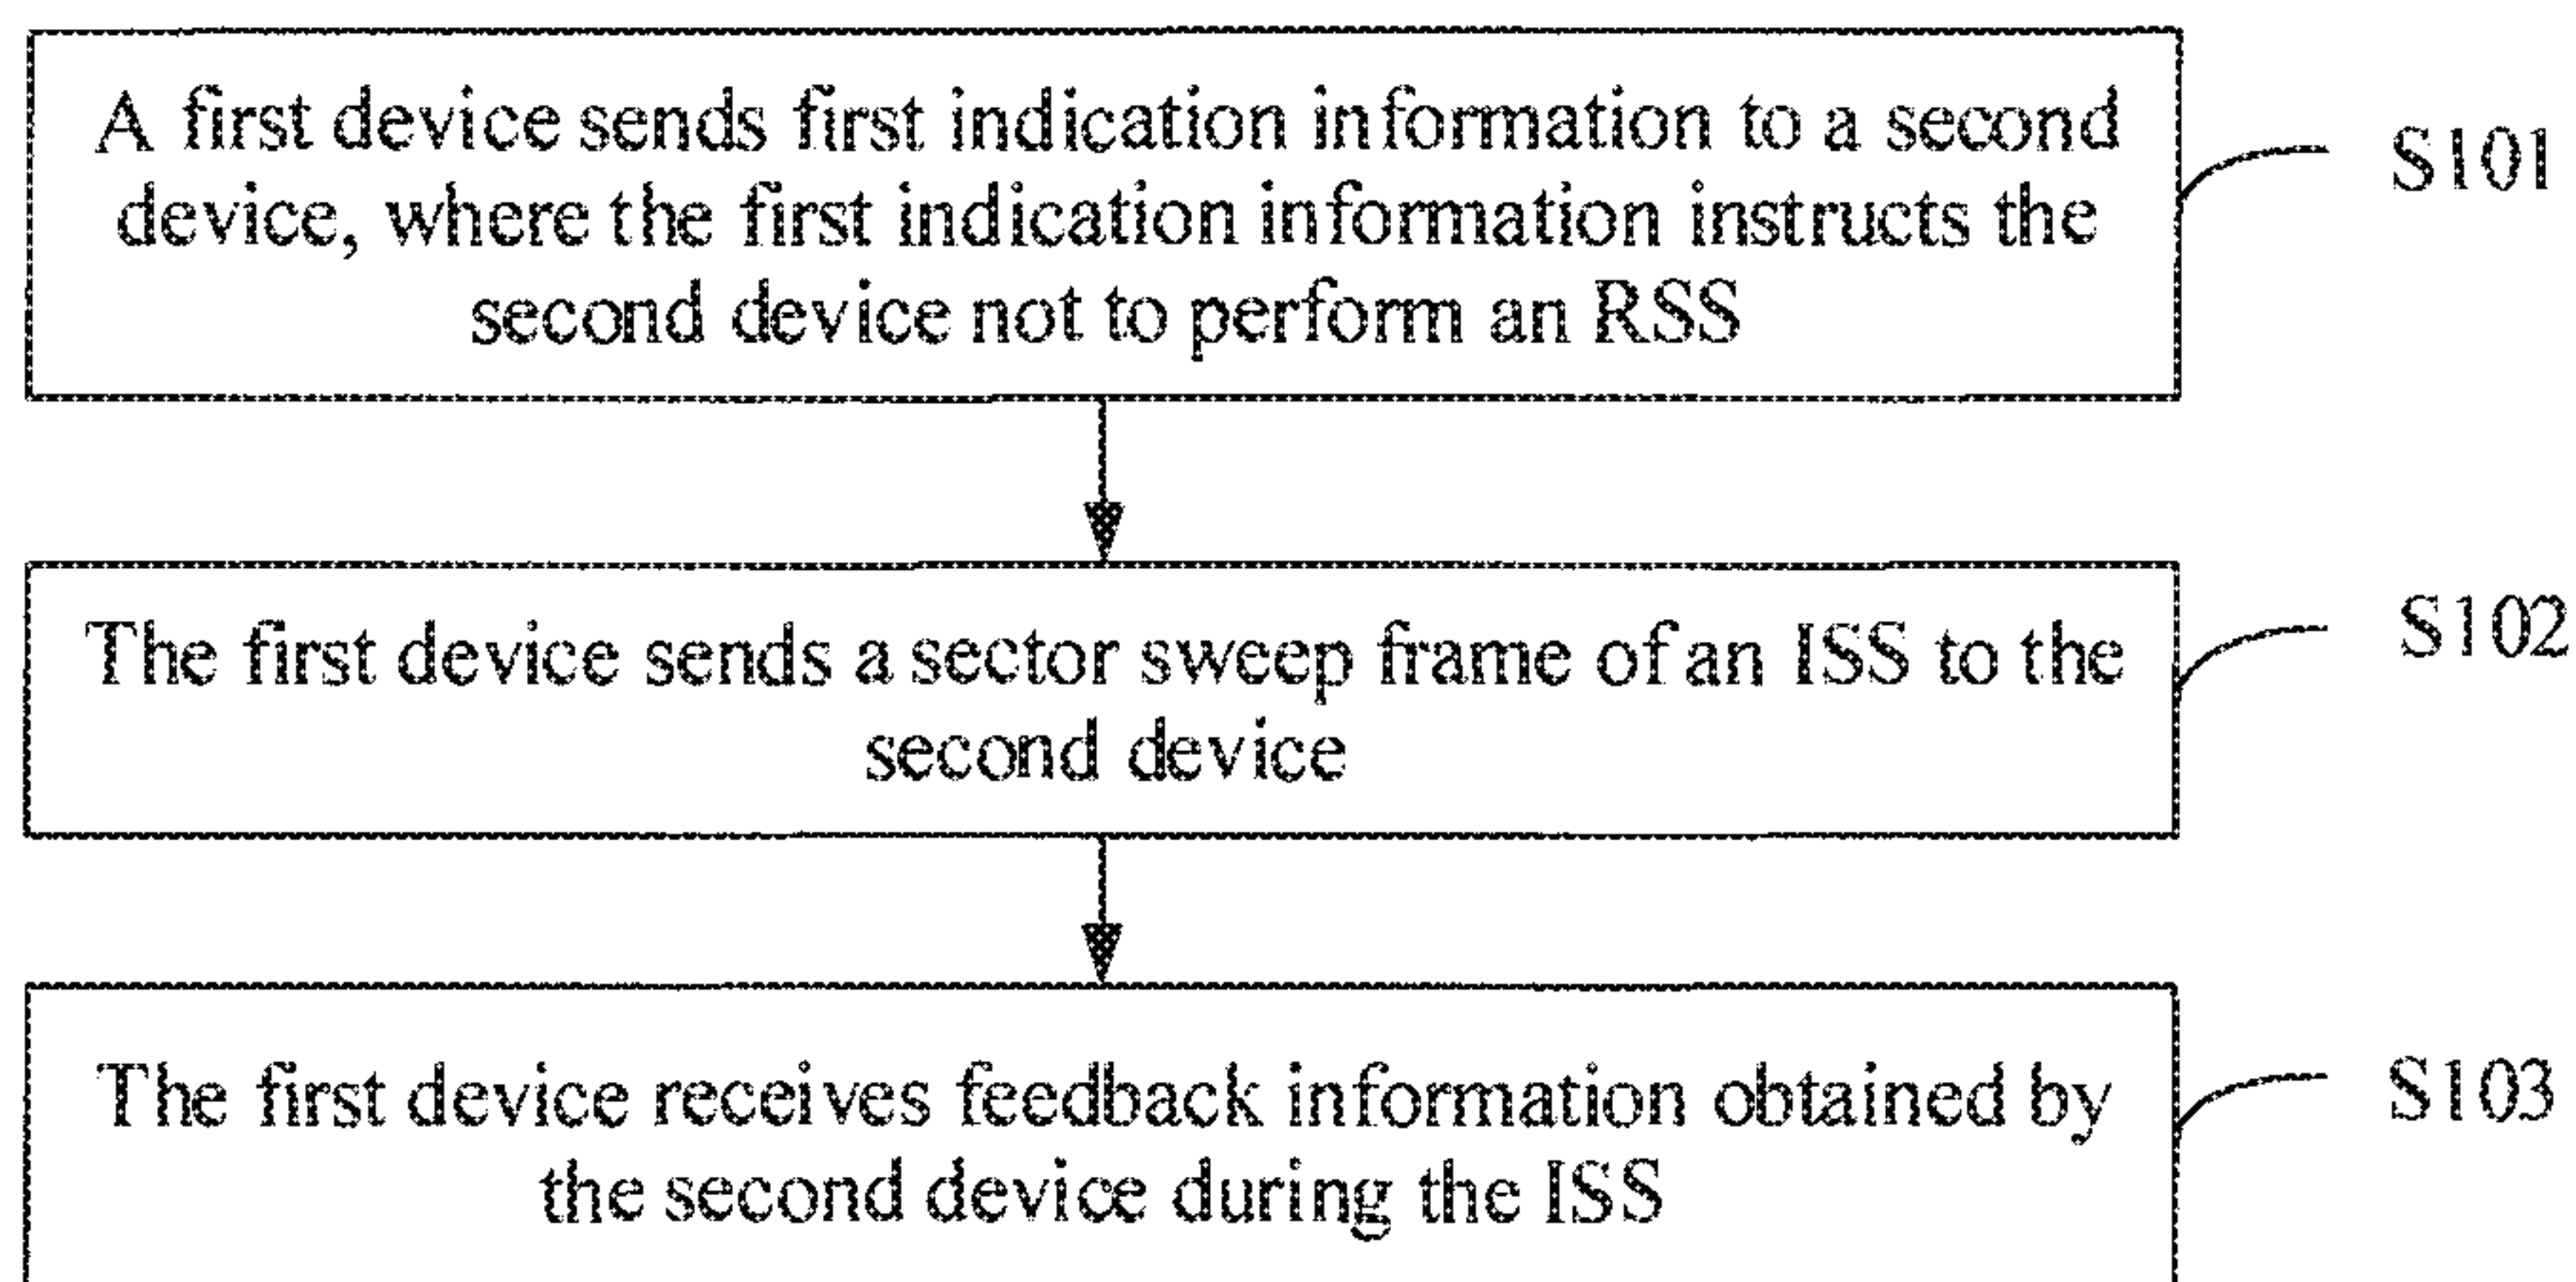 A first device sends first indication information to a second
device, where the first indication information instructs the
second device not to perform an RSS
S101
The first device sends a sector sweep frame of an ISS to the
second device
S102
The first device receives feedback information obtained by
the second device during the ISS
S103